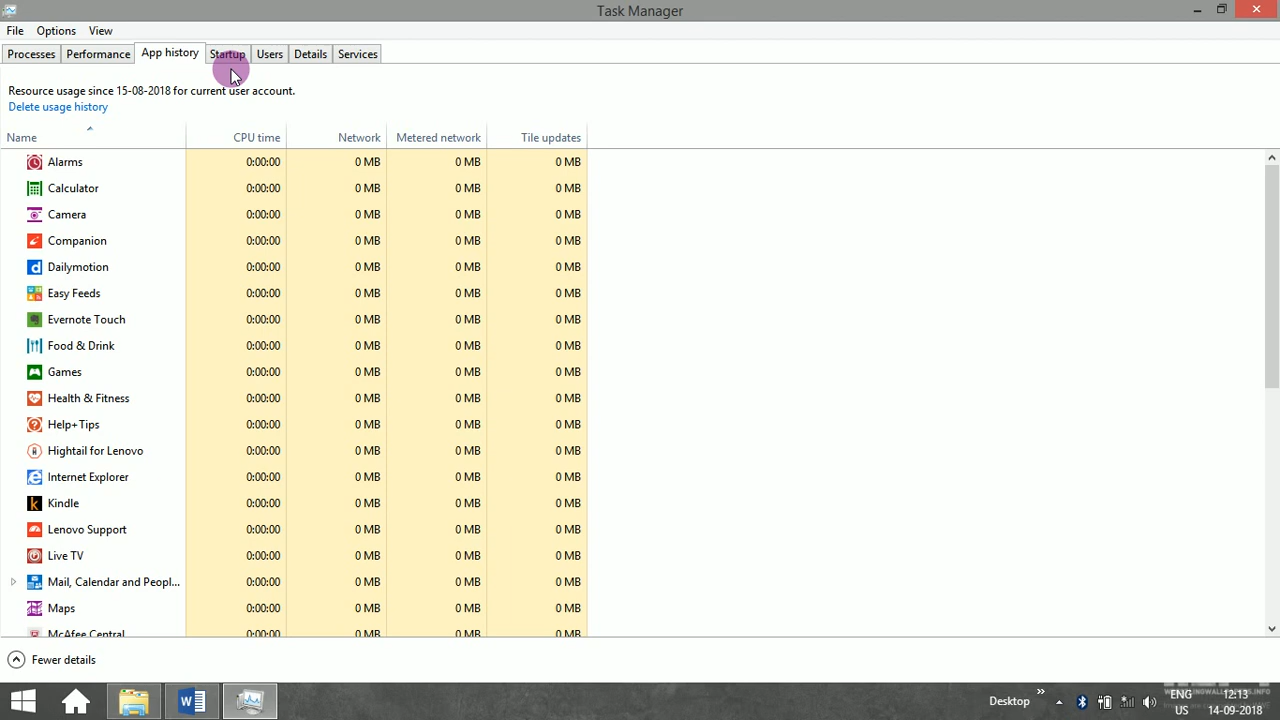 Task Manager
File Options View
Processes Performance App history Startup Users Details Services
Resource usage since 15-08-2018 for current user account.
Delete usage history
Name CPU time Network Metered network Tile updates
Alarms 0:00:00 0 MB 0 MB 0 MB
Calculator 0:00:00 0 MB 0 MB 0 MB
Camera 0:00:00 0 MB 0 MB 0 MB
Companion 0:00:00 0 MB 0 MB 0 MB
Dailymotion 0:00:00 0 MB 0 MB 0 MB
Easy Feeds 0:00:00 0 MB 0 MB 0 MB
Evernote Touch 0:00:00 0 MB 0 MB 0 MB
Food & Drink 0:00:00 0 MB 0 MB 0 MB
Games 0:00:00 0 MB 0 MB 0 MB
Health & Fitness 0:00:00 0 MB 0 MB 0 MB
Help+Tips 0:00:00 0 MB 0 MB 0 MB
Hightail for Lenovo 0:00:00 0 MB 0 MB 0 MB
Internet Explorer 0:00:00 0 MB 0 MB 0 MB
Kindle 0:00:00 0 MB 0 MB 0 MB
Lenovo Support 0:00:00 0 MB 0 MB 0 MB
Live TV 0:00:00 0 MB 0 MB 0 MB
Mail, Calendar and Peopl... 0:00:00 0 MB 0 MB 0 MB
Maps 0:00:00 0 MB 0 MB 0 MB
McAfee Central 0:00:00 0 MB 0 MB 0 MB
Fewer details
Desktop ENG 12:13
US 14-09-2018